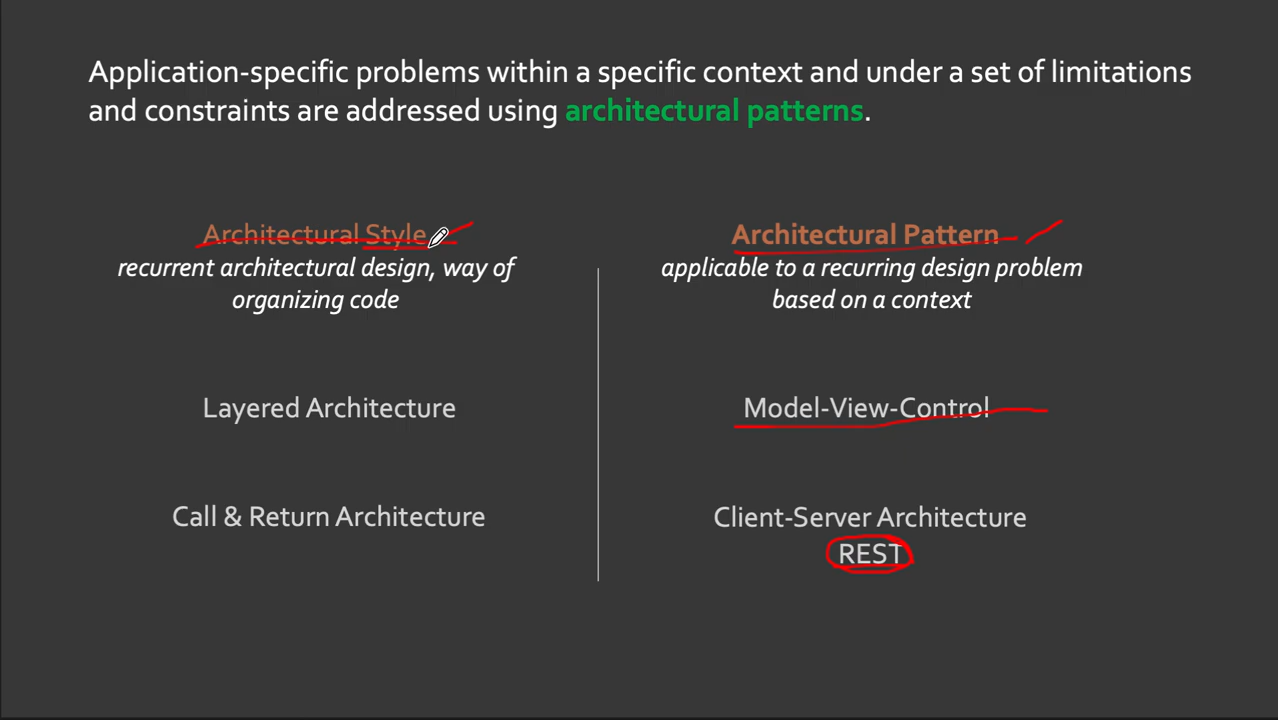 Application-specific problems within a specific context and under a set of limitations
and constraints are addressed using architectural patterns.
Architectural Style
recurrent architectural design, way of
organizing code
Layered Architecture
Call & Return Architecture
Architectural Pattern
applicable to a recurring design problem
based on a context
Model-View-Control
Client-Server Architecture
REST